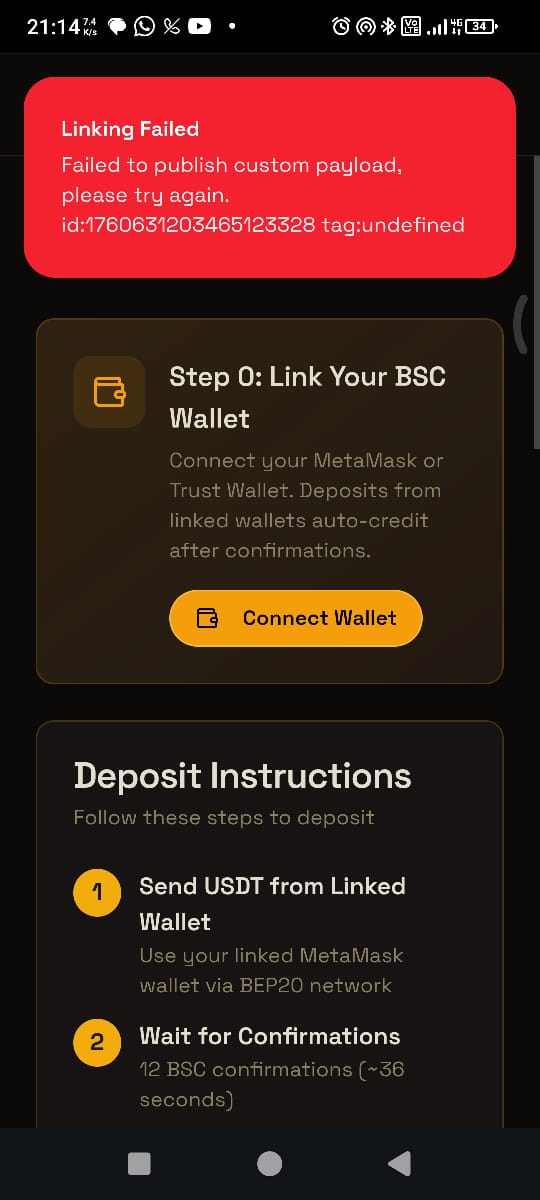 21:14 7.4 K/s Vo LTE 4G 34
Linking Failed
Failed to publish custom payload,
please try again.
id:1760631203465123328 tag:undefined
Step 0: Link Your BSC
Wallet
Connect your MetaMask or
Trust Wallet. Deposits from
linked wallets auto-credit
after confirmations.
Connect Wallet
Deposit Instructions
Follow these steps to deposit
1 Send USDT from Linked
Wallet
Use your linked MetaMask
wallet via BEP20 network
2 Wait for Confirmations
12 BSC confirmations (~36
seconds)